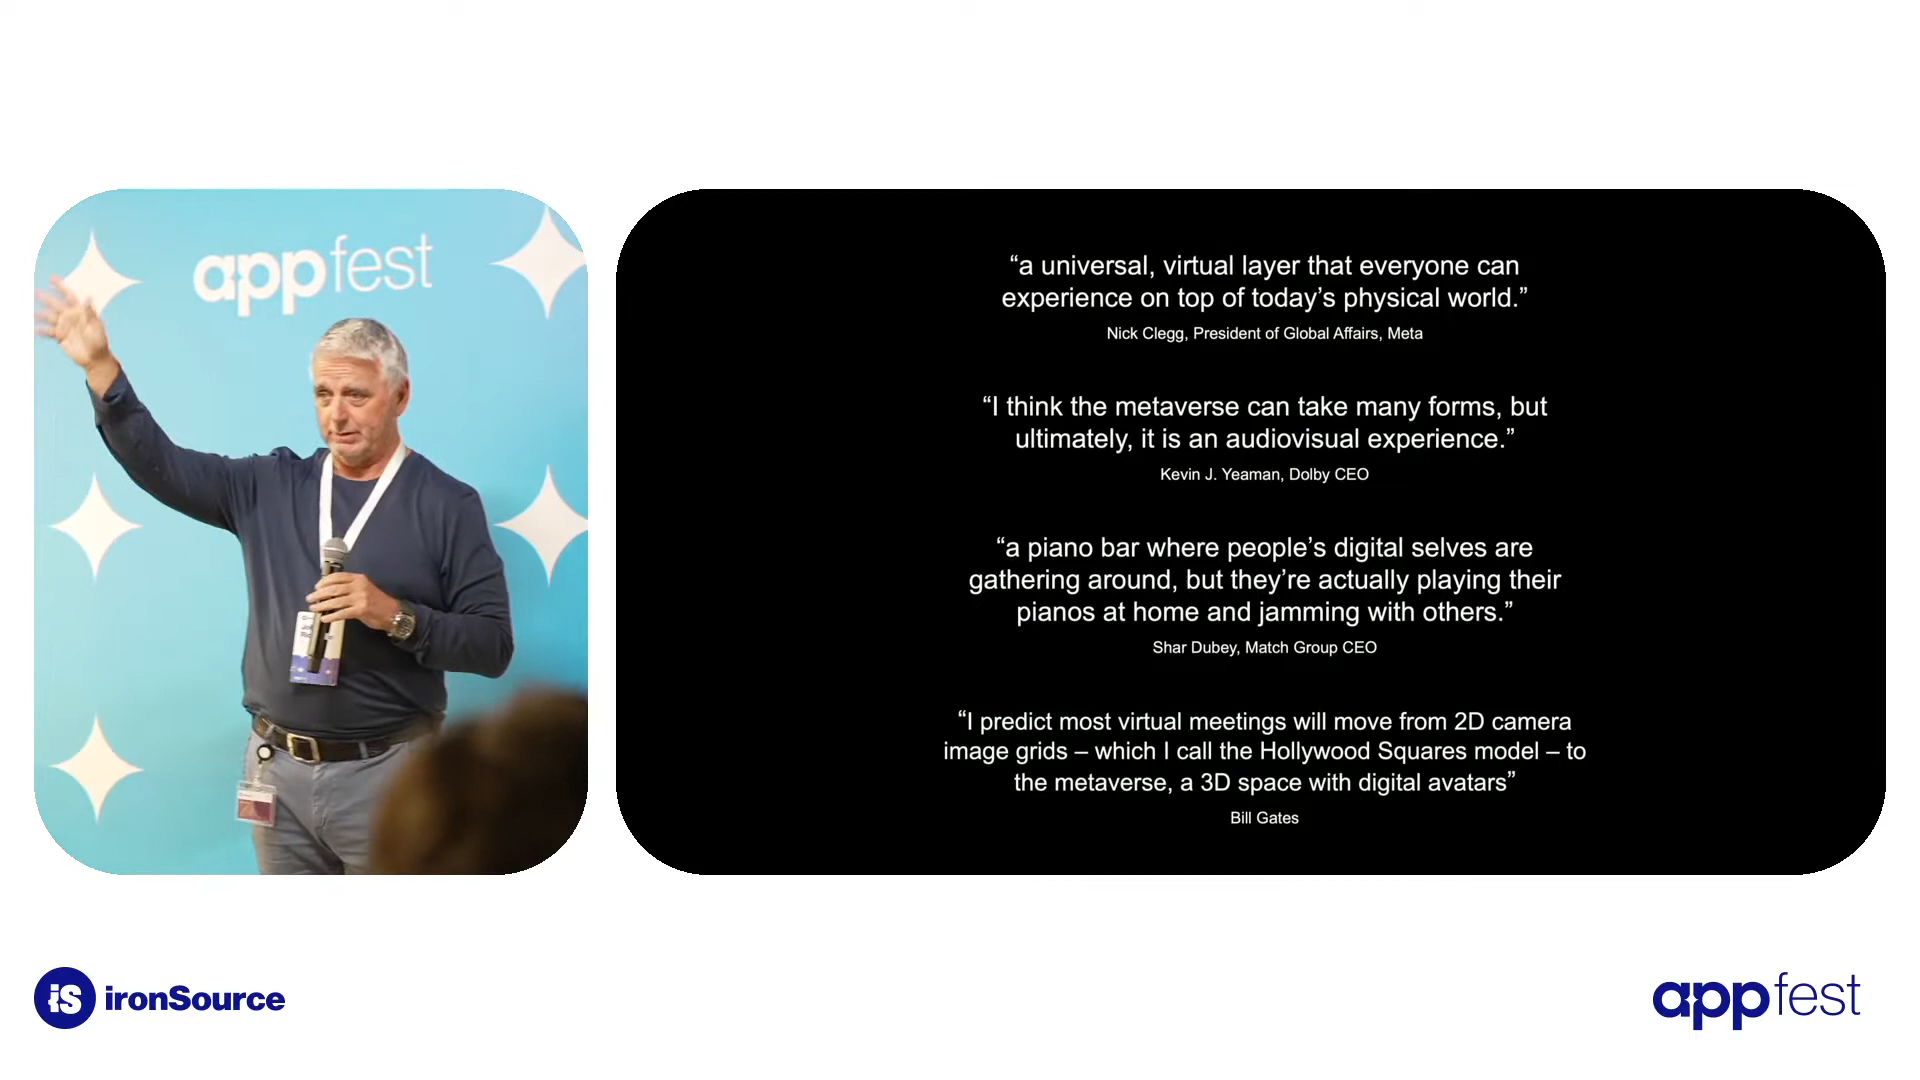 appfest
“a universal, virtual layer that everyone can
experience on top of today’s physical world.”
Nick Clegg, President of Global Affairs, Meta
“I think the metaverse can take many forms, but
ultimately, it is an audiovisual experience.”
Kevin J. Yeaman, Dolby CEO
“a piano bar where people’s digital selves are
gathering around, but they’re actually playing their
pianos at home and jamming with others.”
Shar Dubey, Match Group CEO
“I predict most virtual meetings will move from 2D camera
image grids – which I call the Hollywood Squares model – to
the metaverse, a 3D space with digital avatars”
Bill Gates
iS ironSource
appfest